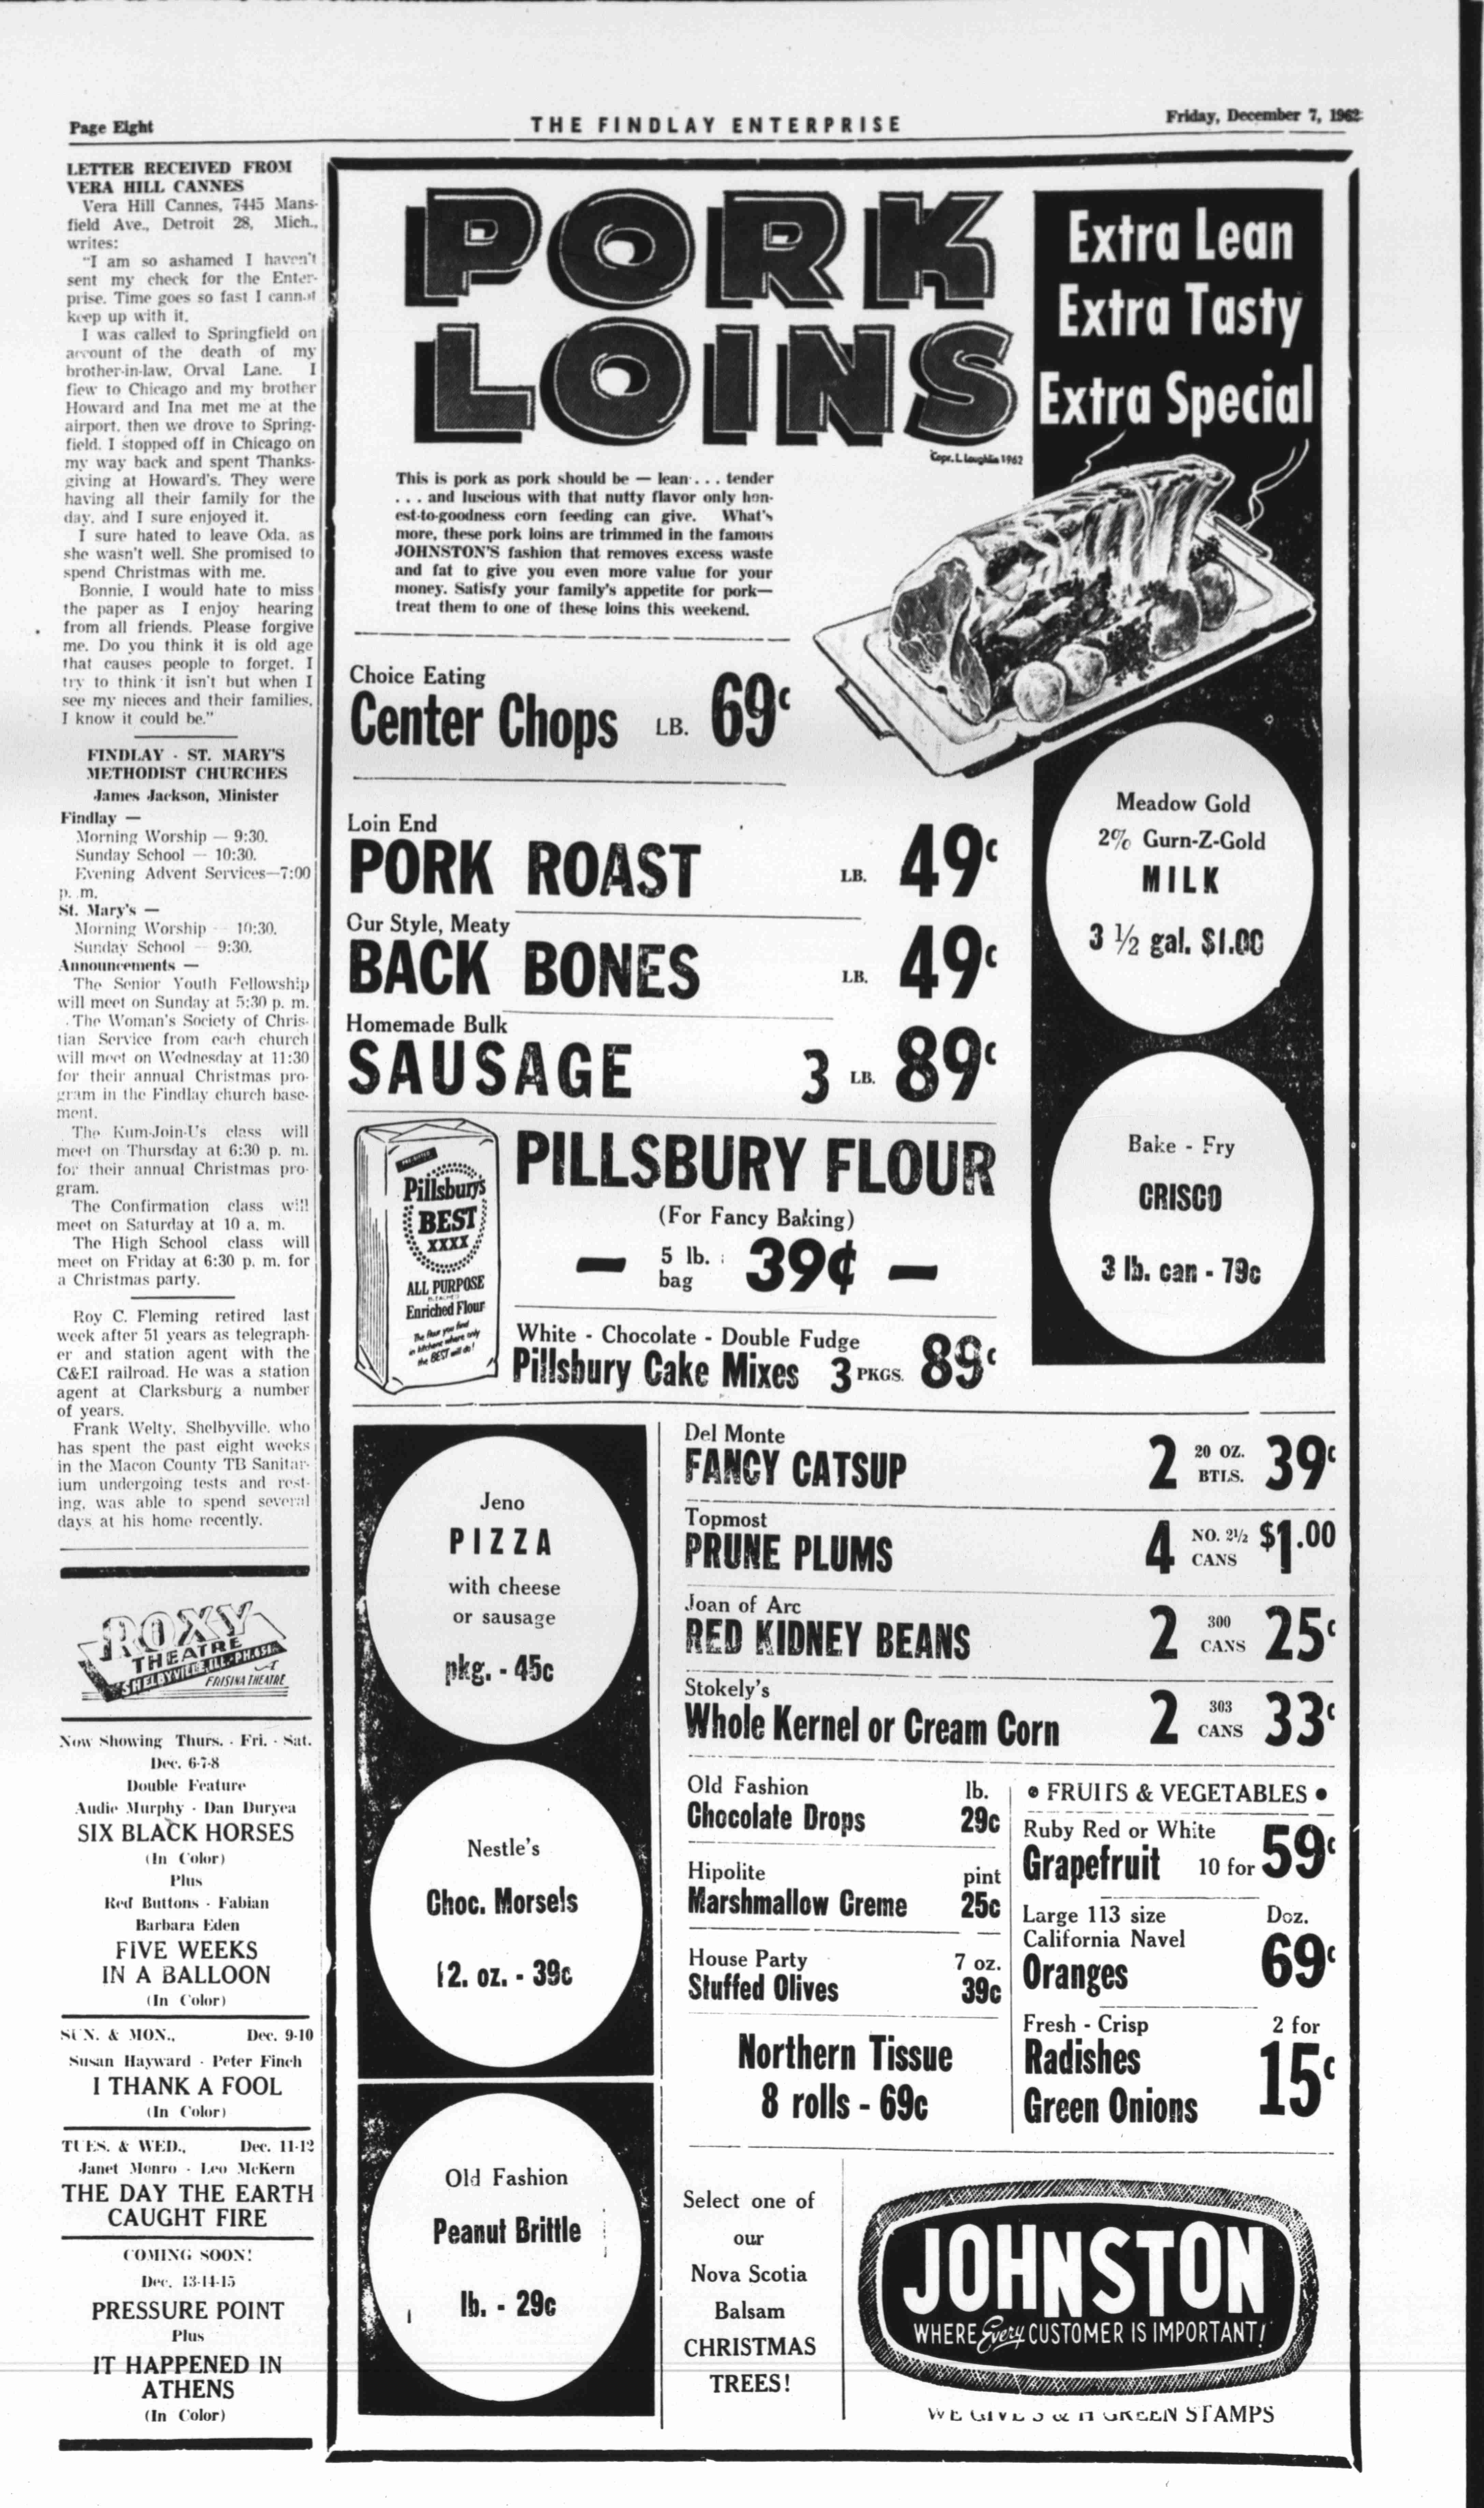 Page Eight
THE FINDLAY ENTERPRISE
Friday, December 7, 1962
LETTER RECEIVED FROM
VERA HILL CANNES
Vera Hill Cannes, 7445 Mans-
field Ave., Detroit 28, Mich.,
writes:
"I am so ashamed I haven't
sent my check for the Enter-
prise. Time goes so fast I cannot
keep up with it.
I was called to Springfield on
account of the death of my
brother-in-law, Orval Lane. I
flew to Chicago and my brother
Howard and Ina met me at the
airport, then we drove to Spring-
field. I stopped off in Chicago on
my way back and spent Thanks-
giving at Howard's. They were
having all their family for the
day, and I sure enjoyed it.
I sure hated to leave Oda, as
she wasn't well. She promised to
spend Christmas with me.
Bonnie, I would hate to miss
the paper as I enjoy hearing
from all friends. Please forgive
me. Do you think it is old age
that causes people to forget. I
try to think it isn't but when I
see my nieces and their families,
I know it could be."
FINDLAY - ST. MARY'S
METHODIST CHURCHES
James Jackson, Minister
Findlay —
Morning Worship — 9:30.
Sunday School — 10:30.
Evening Advent Services—7:00
p. m.
St. Mary's —
Morning Worship — 10:30.
Sunday School — 9:30.
Announcements —
The Senior Youth Fellowship
will meet on Sunday at 5:30 p. m.
The Woman's Society of Chris-
tian Service from each church
will meet on Wednesday at 11:30
for their annual Christmas pro-
gram in the Findlay church base-
ment.
The Kum-Join-Us class will
meet on Thursday at 6:30 p. m.
for their annual Christmas pro-
gram.
The Confirmation class will
meet on Saturday at 10 a. m.
The High School class will
meet on Friday at 6:30 p. m. for
a Christmas party.
Roy C. Fleming retired last
week after 51 years as telegraph-
er and station agent with the
C&EI railroad. He was a station
agent at Clarksburg a number
of years.
Frank Welty, Shelbyville, who
has spent the past eight weeks
in the Macon County TB Sanitar-
ium undergoing tests and rest-
ing, was able to spend several
days at his home recently.
ROXY
THEATRE
SHELBYVILLE, ILL.-PH.
A
FRISINA THEATRE
Now Showing Thurs. - Fri. - Sat.
Dec. 6-7-8
Double Feature
Audie Murphy - Dan Duryea
SIX BLACK HORSES
(In Color)
Plus
Red Buttons - Fabian
Barbara Eden
FIVE WEEKS
IN A BALLOON
(In Color)
SUN. & MON., Dec. 9-10
Susan Hayward - Peter Finch
I THANK A FOOL
(In Color)
TUES. & WED., Dec. 11-12
Janet Monro - Leo McKern
THE DAY THE EARTH
CAUGHT FIRE
COMING SOON!
Dec. 13-14-15
PRESSURE POINT
Plus
IT HAPPENED IN
ATHENS
(In Color)
PORK
LOINS
Extra Lean
Extra Tasty
Extra Special
Copr. L. Loughlin 1962
This is pork as pork should be — lean . . . tender
. . . and luscious with that nutty flavor only hon-
est-to-goodness corn feeding can give. What's
more, these pork loins are trimmed in the famous
JOHNSTON'S fashion that removes excess waste
and fat to give you even more value for your
money. Satisfy your family's appetite for pork—
treat them to one of these loins this weekend.
Choice Eating
Center Chops LB. 69c
Loin End
PORK ROAST LB. 49c
Our Style, Meaty
BACK BONES LB. 49c
Homemade Bulk
SAUSAGE 3 LB. 89c
Meadow Gold
2% Gurn-Z-Gold
MILK
3 ½ gal. $1.00
Bake - Fry
CRISCO
3 lb. can - 79c
Pillsbury's
BEST
XXXX
ALL PURPOSE
Enriched Flour
The flour you find
in kitchens where only
the BEST will do!
PILLSBURY FLOUR
(For Fancy Baking)
— 5 lb. bag 39¢ —
White - Chocolate - Double Fudge
Pillsbury Cake Mixes 3 PKGS. 89c
Jeno
PIZZA
with cheese
or sausage
pkg. - 45c
Nestle's
Choc. Morsels
12. oz. - 39c
Old Fashion
Peanut Brittle
lb. - 29c
Del Monte
FANCY CATSUP 2 20 OZ. BTLS. 39c
Topmost
PRUNE PLUMS 4 NO. 2½ CANS $1.00
Joan of Arc
RED KIDNEY BEANS 2 300 CANS 25c
Stokely's
Whole Kernel or Cream Corn 2 303 CANS 33c
Old Fashion lb.
Chocolate Drops 29c
Hipolite pint
Marshmallow Creme 25c
House Party 7 oz.
Stuffed Olives 39c
Northern Tissue
8 rolls - 69c
• FRUITS & VEGETABLES •
Ruby Red or White
Grapefruit 10 for 59c
Large 113 size Doz.
California Navel
Oranges 69c
Fresh - Crisp 2 for
Radishes
Green Onions 15c
Select one of
our
Nova Scotia
Balsam
CHRISTMAS
TREES!
JOHNSTON
WHERE Every CUSTOMER IS IMPORTANT!
WE GIVE S & H GREEN STAMPS